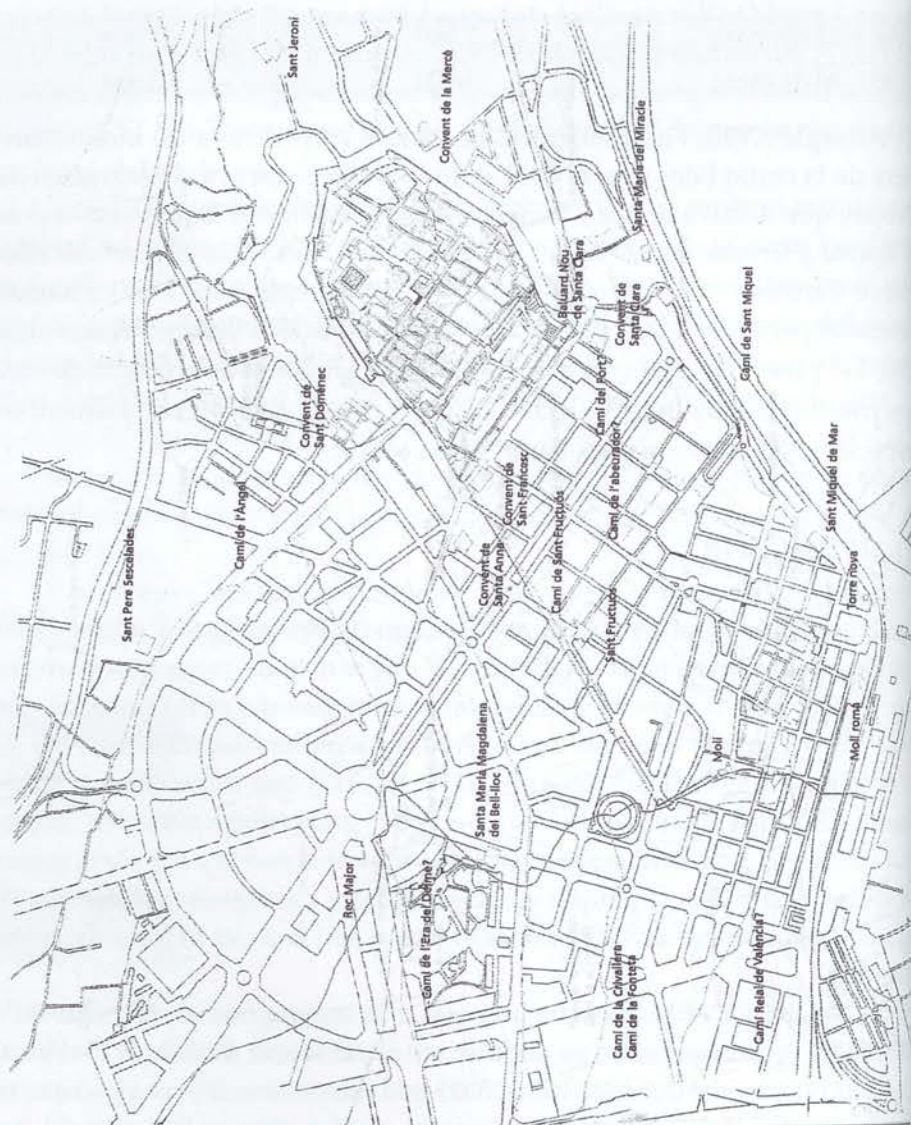 Sant Jeroni
Convent de la Mercè
Santa Maria del Miracle
Baluard Nou
de Santa Clara
Convent de
Santa Clara
Camí de Sant Miquel
Convent de
Sant Domènec
Camí del Port?
Convent de
Sant Francesc
Camí de l'abeurador?
Sant Miquel de Mar
Camí de l'Àngel
Sant Pere Sescelades
Convent de
Santa Anna
Camí de Sant Fructuós
Sant Fructuós
Torre nova
Santa Maria Magdalena
del Bell-lloc
Molí
Moll romà
Rec Major
Camí de l'Era del Delme?
Camí de la Crivallera
Camí de la Fonteta
Camí Reial de València?